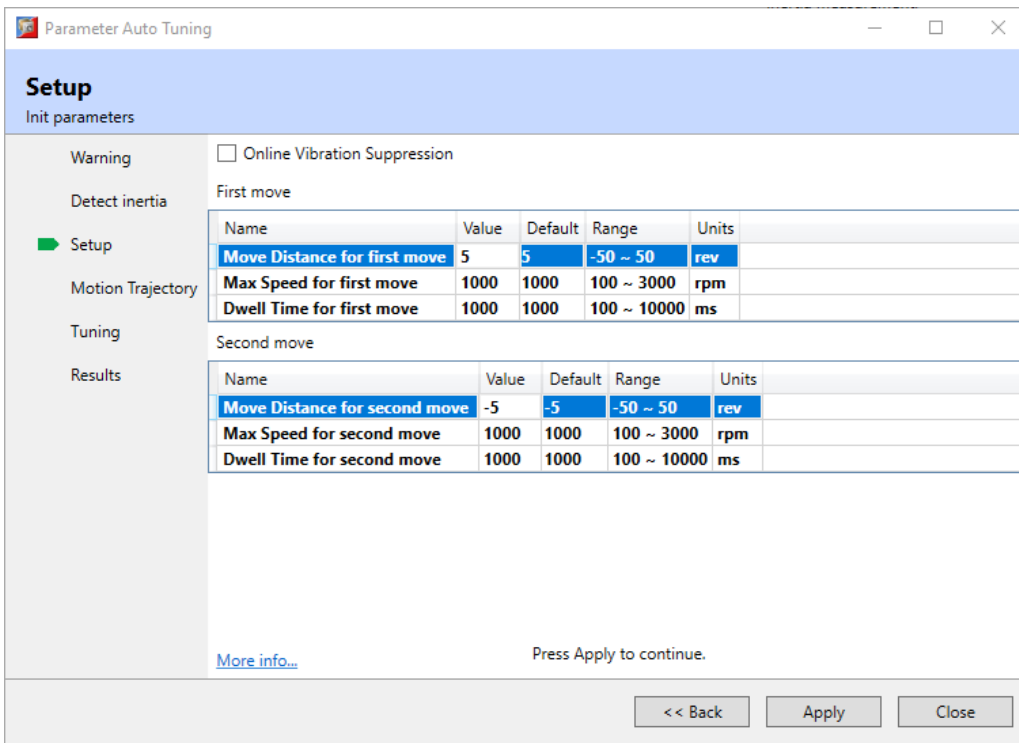 Parameter Auto Tuning
Setup
Init parameters
Warning
Detect inertia
Setup
Motion Trajectory
Tuning
Results
Online Vibration Suppression
First move
Name Value Default Range Units
Move Distance for first move 5 5 -50 ~ 50 rev
Max Speed for first move 1000 1000 100 ~ 3000 rpm
Dwell Time for first move 1000 1000 100 ~ 10000 ms
Second move
Name Value Default Range Units
Move Distance for second move -5 -5 -50 ~ 50 rev
Max Speed for second move 1000 1000 100 ~ 3000 rpm
Dwell Time for second move 1000 1000 100 ~ 10000 ms
More info...
Press Apply to continue.
<< Back Apply Close